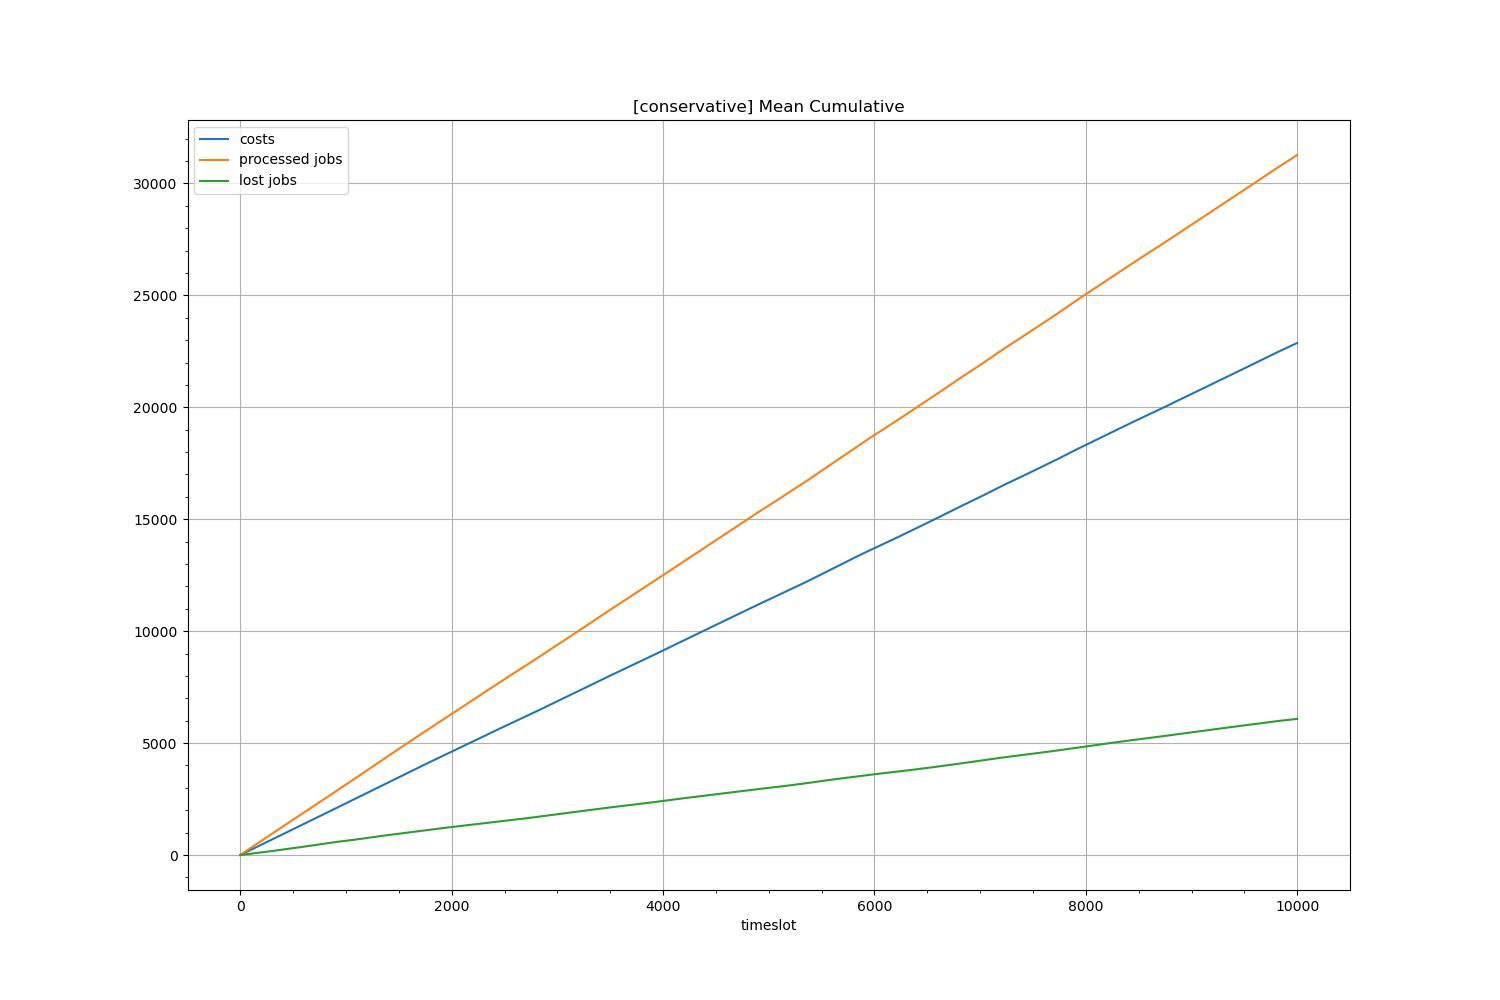 [conservative] Mean Cumulative
costs
processed jobs
lost jobs
30000
25000
20000
15000
10000
5000
0
0 2000 4000 6000 8000 10000
timeslot